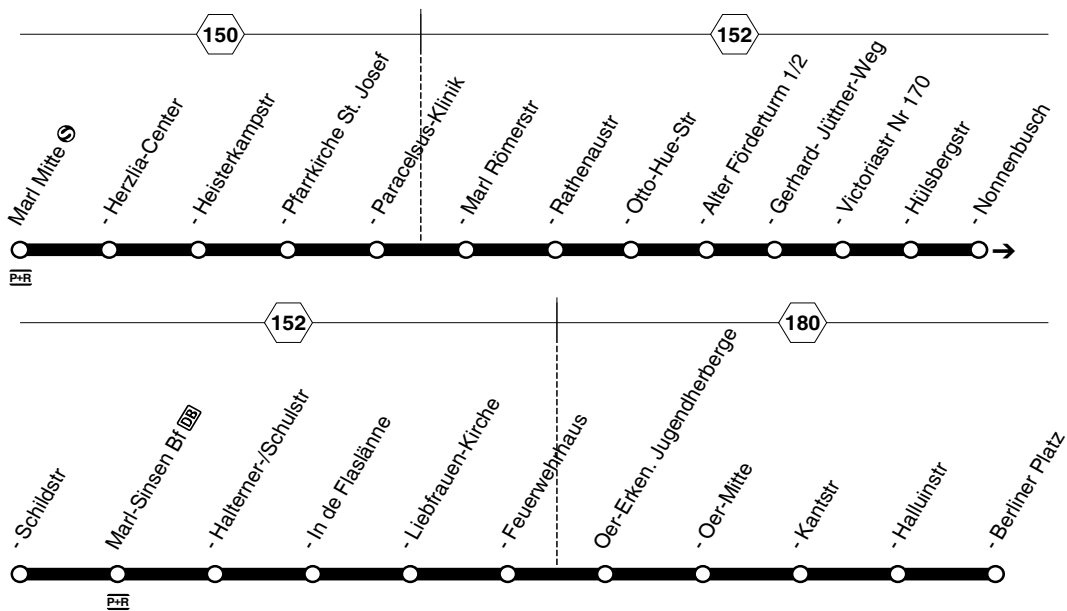 150
152
Marl Mitte S
- Herzlia-Center
- Heisterkampstr
- Pfarrkirche St. Josef
- Paracelsus-Klinik
- Marl Römerstr
- Rathenaustr
- Otto-Hue-Str
- Alter Förderturm 1/2
- Gerhard- Jüttner-Weg
- Victoriastr Nr 170
- Hülsbergstr
- Nonnenbusch
P+R
152
180
- Schildstr
Marl-Sinsen Bf DB
- Halterner-/Schulstr
- In de Flaslänne
- Liebfrauen-Kirche
- Feuerwehrhaus
Oer-Erken. Jugendherberge
- Oer-Mitte
- Kantstr
- Halluinstr
- Berliner Platz
P+R